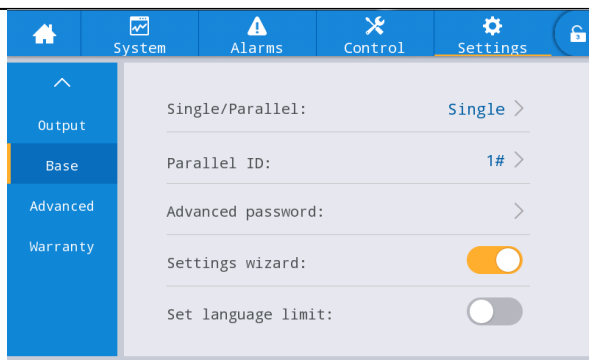 System Alarms Control Settings 3
Output
Base
Advanced
Warranty
Single/Parallel: Single
Parallel ID: 1#
Advanced password:
Settings wizard:
Set language limit: